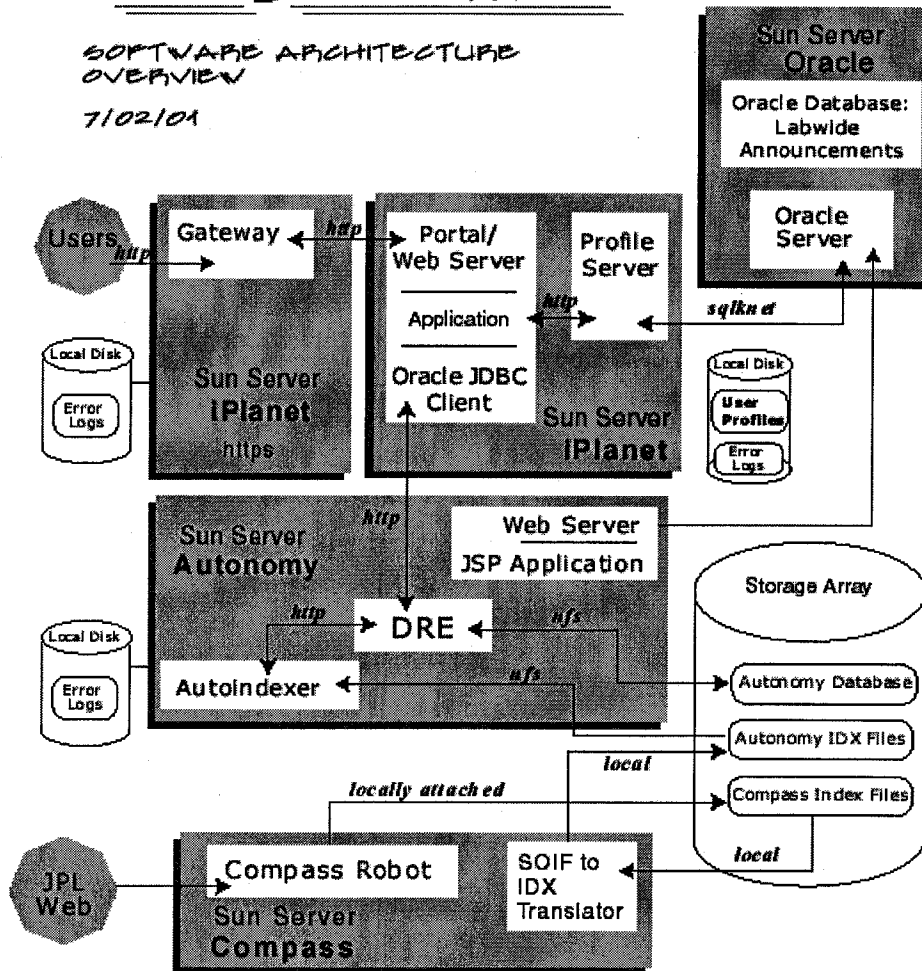 SOFTWARE ARCHITECTURE
OVERVIEW
7/02/01
Sun Server
Oracle
Oracle Database:
Labwide
Announcements
Oracle
Server
Users
http
Gateway
http
Portal/
Web Server
Application
Oracle JDBC
Client
http
Profile
Server
sqlknet
Local Disk
Error
Logs
Sun Server
iPlanet
https
Sun Server
iPlanet
Local Disk
User
Profiles
Error
Logs
http
Sun Server
Autonomy
Web Server
JSP Application
Storage Array
http
DRE
nfs
Local Disk
Error
Logs
AutoIndexer
nfs
Autonomy Database
Autonomy IDX Files
local
locally attached
Compass Index Files
local
JPL
Web
Compass Robot
Sun Server
Compass
SOIF to
IDX
Translator